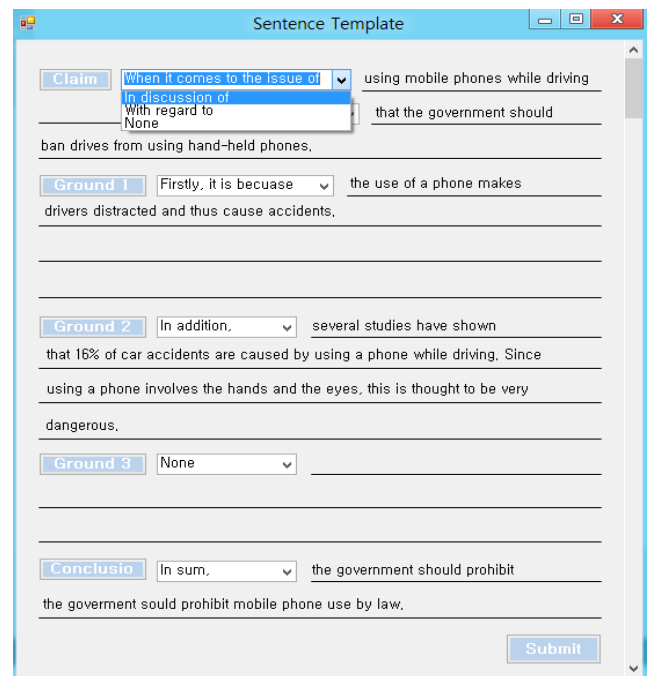 Sentence Template
Claim When it comes to the issue of using mobile phones while driving
In discussion of
With regard to that the government should
None
ban drives from using hand-held phones.
Ground 1 Firstly, it is becuase the use of a phone makes
drivers distracted and thus cause accidents.
Ground 2 In addition, several studies have shown
that 16% of car accidents are caused by using a phone while driving. Since
using a phone involves the hands and the eyes, this is thought to be very
dangerous.
Ground 3 None
Conclusio In sum, the government should prohibit
the goverment sould prohibit mobile phone use by law.
Submit